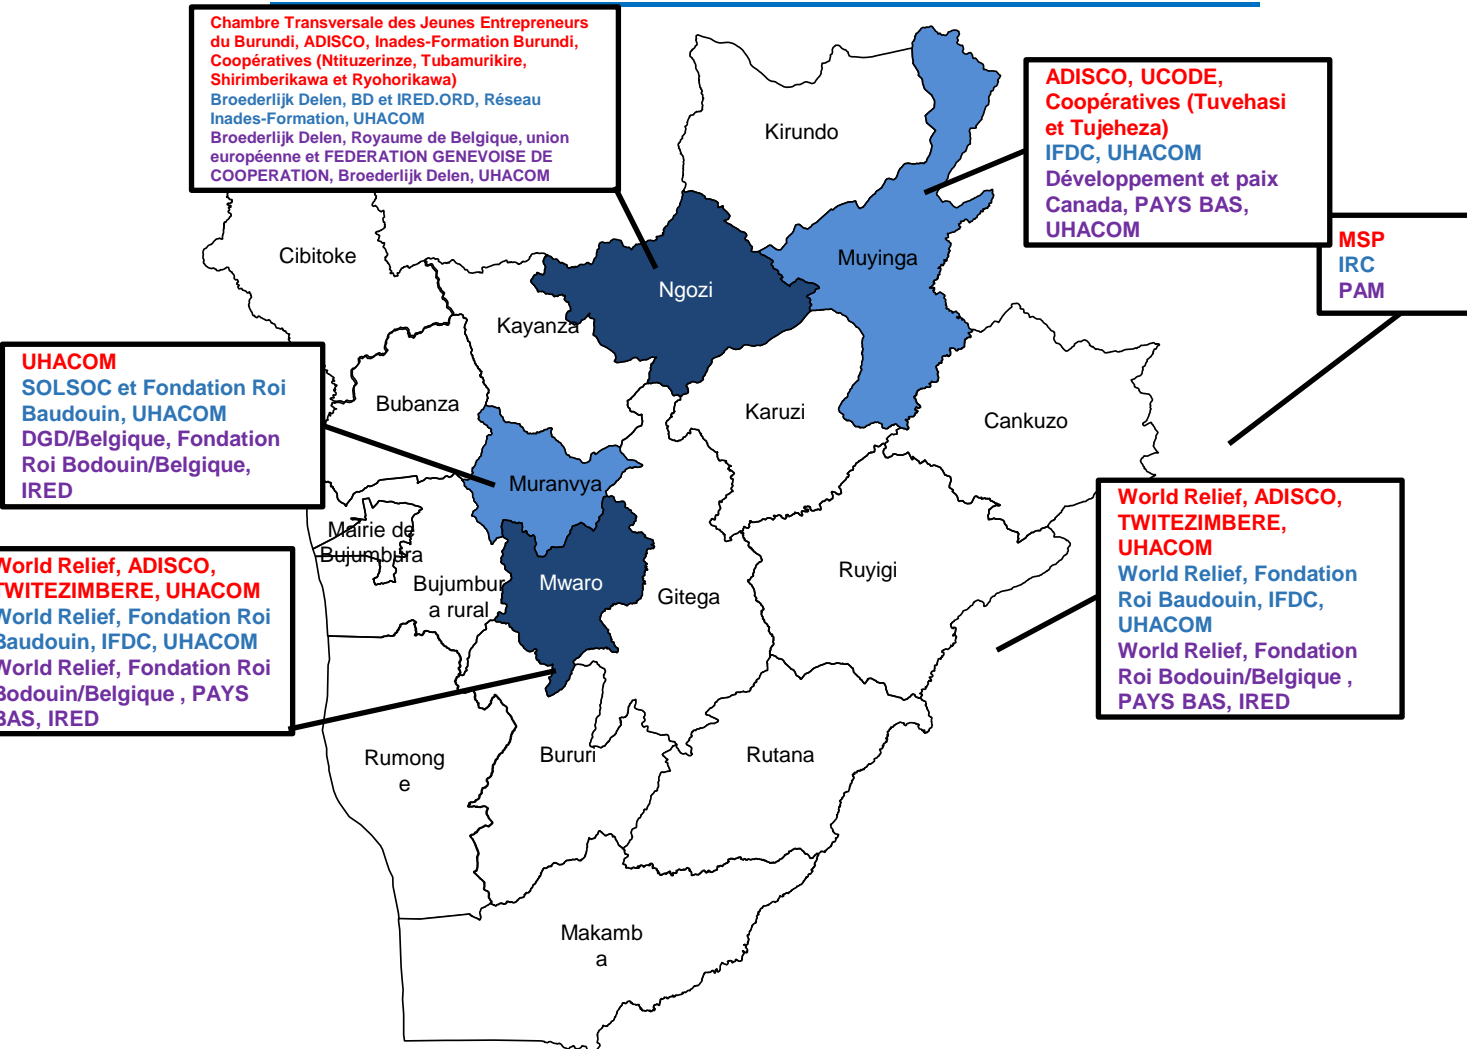 Chambre Transversale des Jeunes Entrepreneurs
du Burundi, ADISCO, Inades-Formation Burundi,
Coopératives (Ntituzerinze, Tubamurikire,
Shirimberikawa et Ryohorikawa)
Broederlijk Delen, BD et IRED.ORD, Réseau
Inades-Formation, UHACOM
Broederlijk Delen, Royaume de Belgique, union
européenne et FEDERATION GENEVOISE DE
COOPERATION, Broederlijk Delen, UHACOM
ADISCO, UCODE,
Coopératives (Tuvehasi
et Tujeheza)
IFDC, UHACOM
Développement et paix
Canada, PAYS BAS,
UHACOM
MSP
IRC
PAM
Kirundo
Cibitoke
Muyinga
Ngozi
Kayanza
UHACOM
SOLSOC et Fondation Roi
Baudouin, UHACOM
DGD/Belgique, Fondation
Roi Bodouin/Belgique,
IRED
Bubanza
Karuzi
Cankuzo
Muranvya
Mairie de
Bujumbura
Bujumbur
a rural
Mwaro
Gitega
Ruyigi
World Relief, ADISCO,
TWITEZIMBERE,
UHACOM
World Relief, Fondation
Roi Baudouin, IFDC,
UHACOM
World Relief, Fondation
Roi Bodouin/Belgique ,
PAYS BAS, IRED
World Relief, ADISCO,
TWITEZIMBERE, UHACOM
World Relief, Fondation Roi
Baudouin, IFDC, UHACOM
World Relief, Fondation Roi
Bodouin/Belgique , PAYS
BAS, IRED
Rumong
e
Bururi
Rutana
Makamb
a